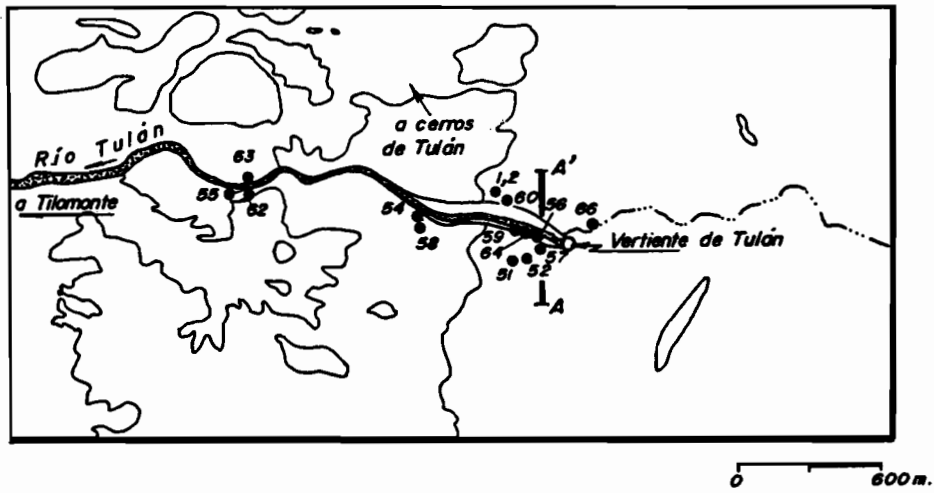 a cerros
de Tulán
Río Tulán
63
A'
1,2
60
56
66
55
62
a Tilomonte
54
59
Vertiente de Tulán
58
64
57
51
52
A
0 600 m.